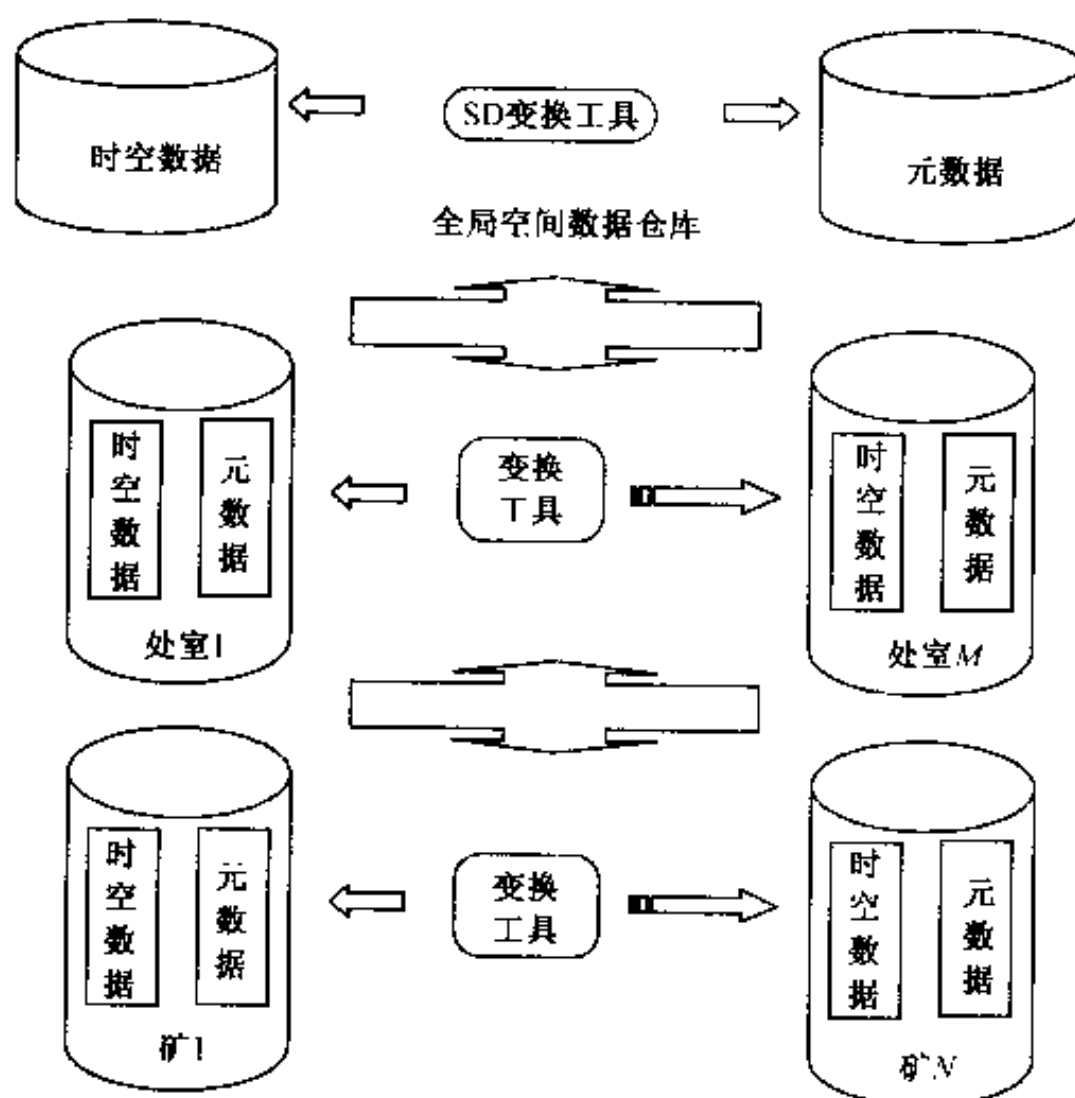 时空数据
SD变换工具
元数据
全局空间数据仓库
时空数据
元数据
处室1
变换
工具
时空数据
元数据
处室M
时空数据
元数据
矿1
变换
工具
时空数据
元数据
矿N